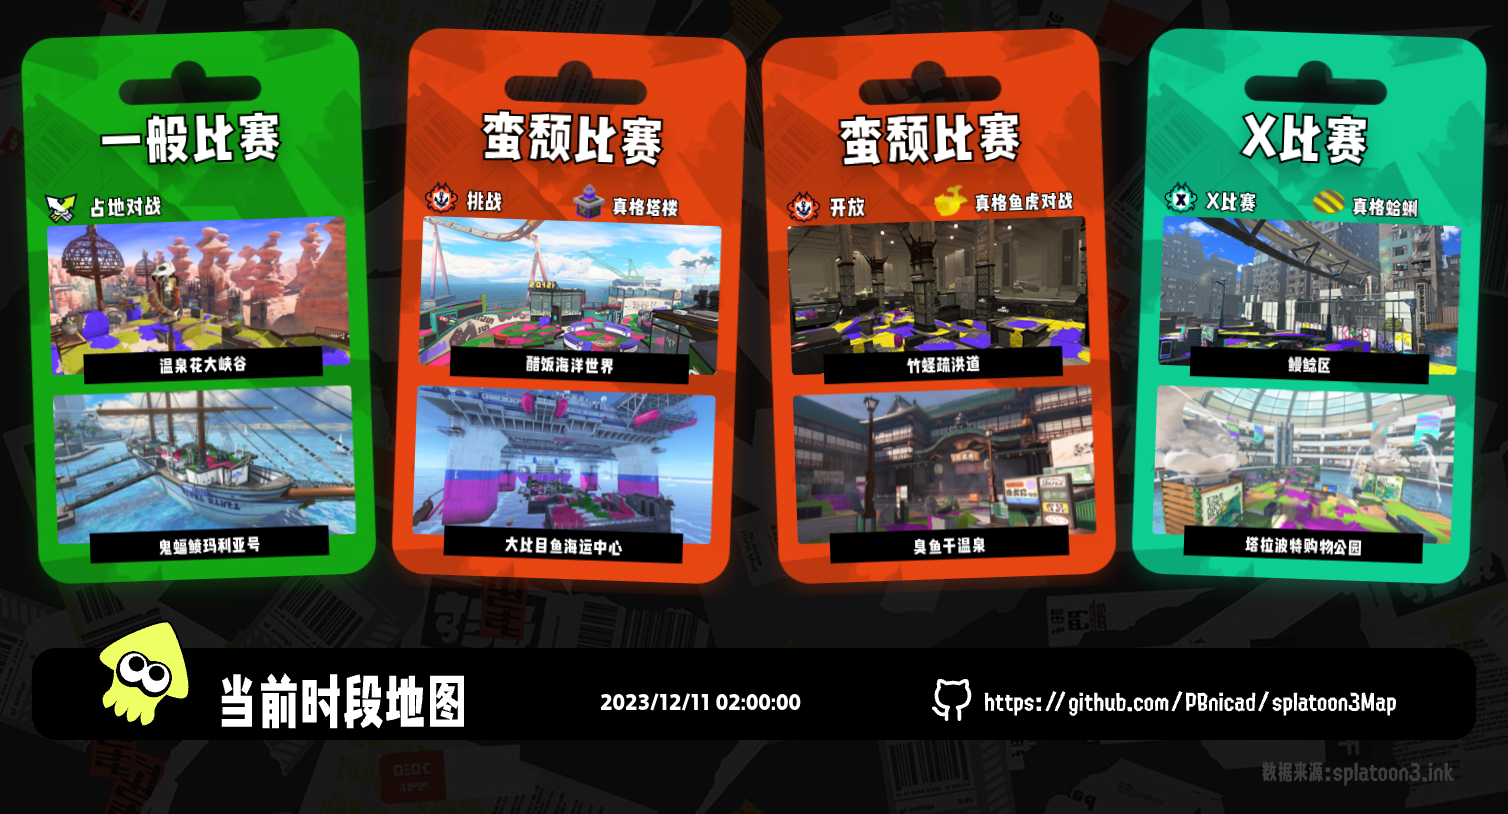 一般比赛
占地对战
温泉花大峡谷
鬼蝠鲼玛利亚号
蛮颓比赛
挑战
真格塔楼
醋饭海洋世界
大比目鱼海运中心
蛮颓比赛
开放
真格鱼虎对战
竹蛏疏洪道
臭鱼干温泉
X比赛
X比赛
真格蛤蜊
鳗鲶区
塔拉波特购物公园
当前时段地图
2023/12/11 02:00:00
https://github.com/PBnicad/splatoon3Map
数据来源:splatoon3.ink